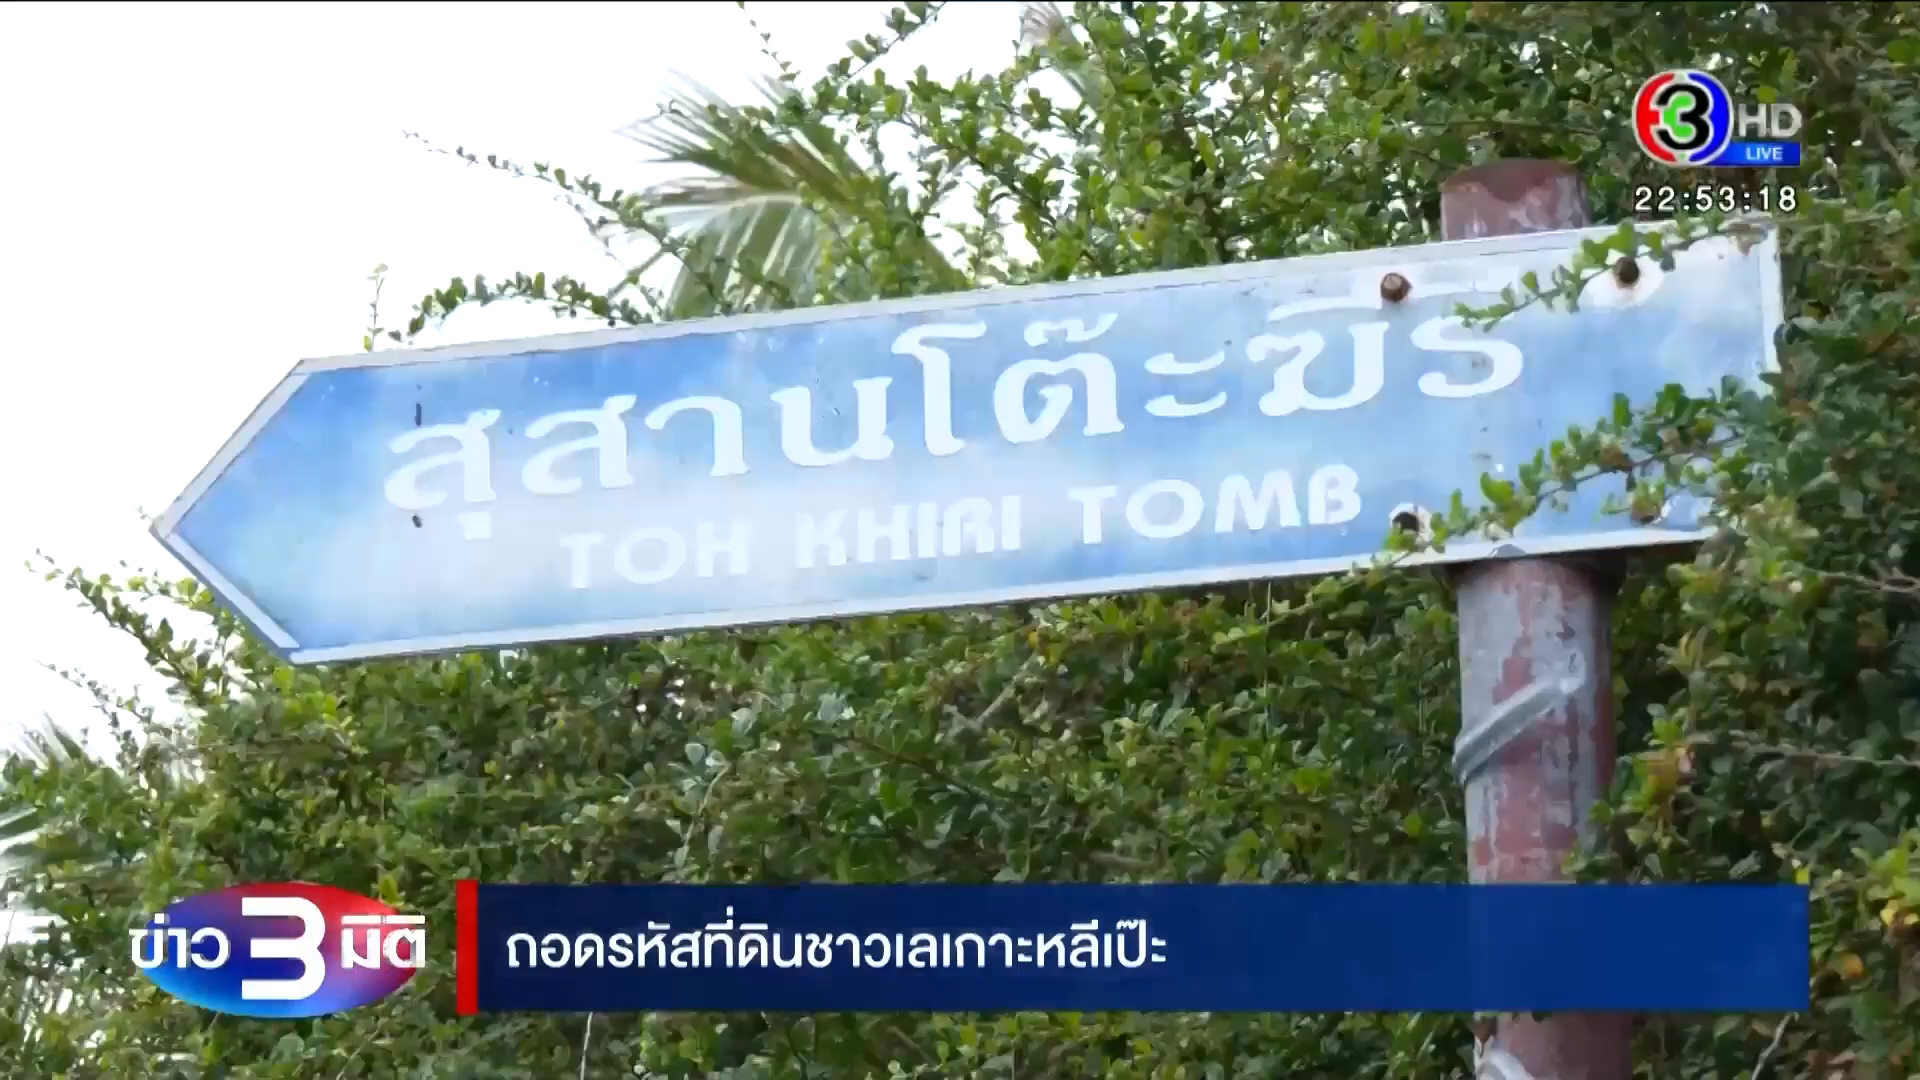 3 HD
LIVE
22:53:18
สุสานโต๊ะฆีรี
TOH KHIRI TOMB
ข่าว 3 มิติ
ถอดรหัสที่ดินชาวเลเกาะหลีเป๊ะ